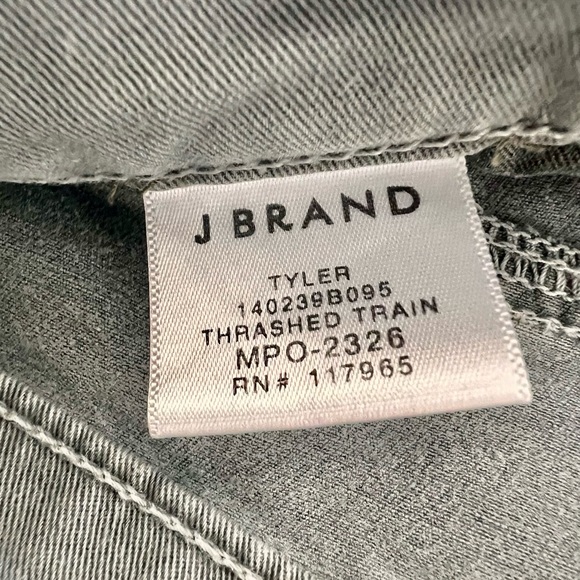 J BRAND
TYLER
140239B095
THRASHED TRAIN
MPO-2326
RN# 117965